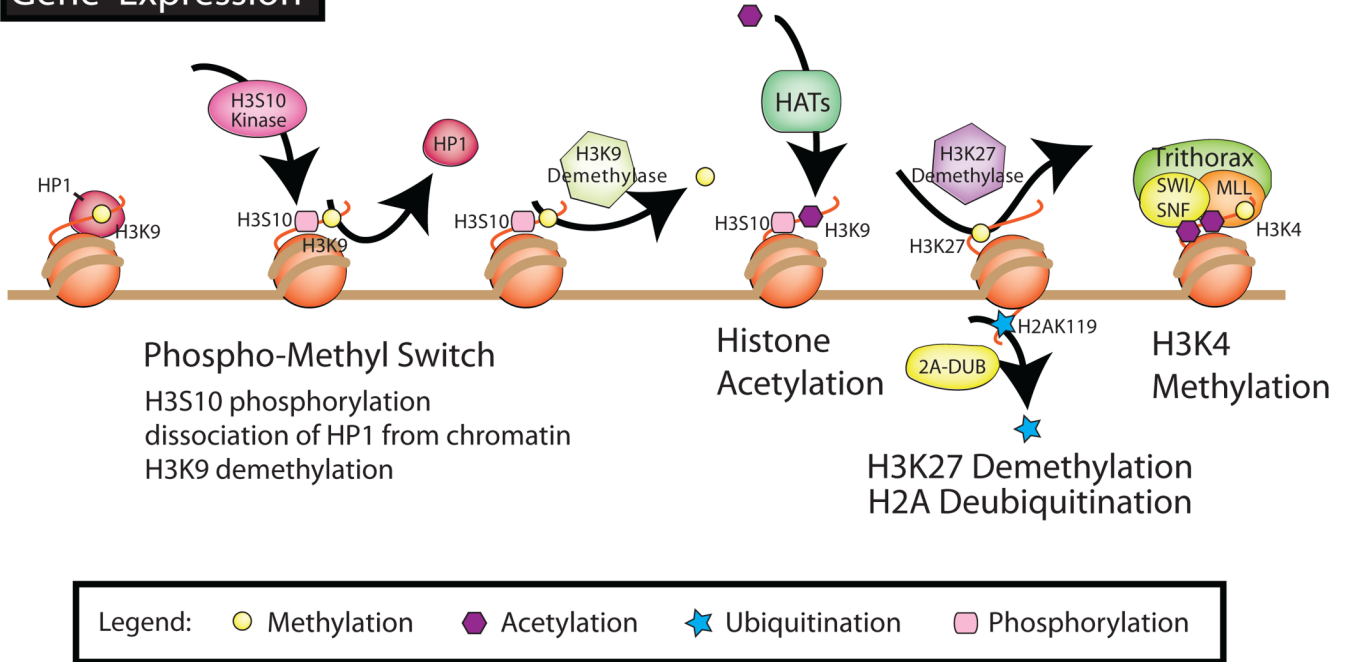 Gene Expression
HP1
H3K9
H3S10
Kinase
H3S10
H3K9
HP1
H3K9
Demethylase
H3S10
HATs
H3S10
H3K9
H3K27
Demethylase
H3K27
H2AK119
2A-DUB
Trithorax
SWI/
SNF
MLL
H3K4
Phospho-Methyl Switch
H3S10 phosphorylation
dissociation of HP1 from chromatin
H3K9 demethylation
Histone
Acetylation
H3K27 Demethylation
H2A Deubiquitination
H3K4
Methylation
Legend: Methylation Acetylation Ubiquitination Phosphorylation